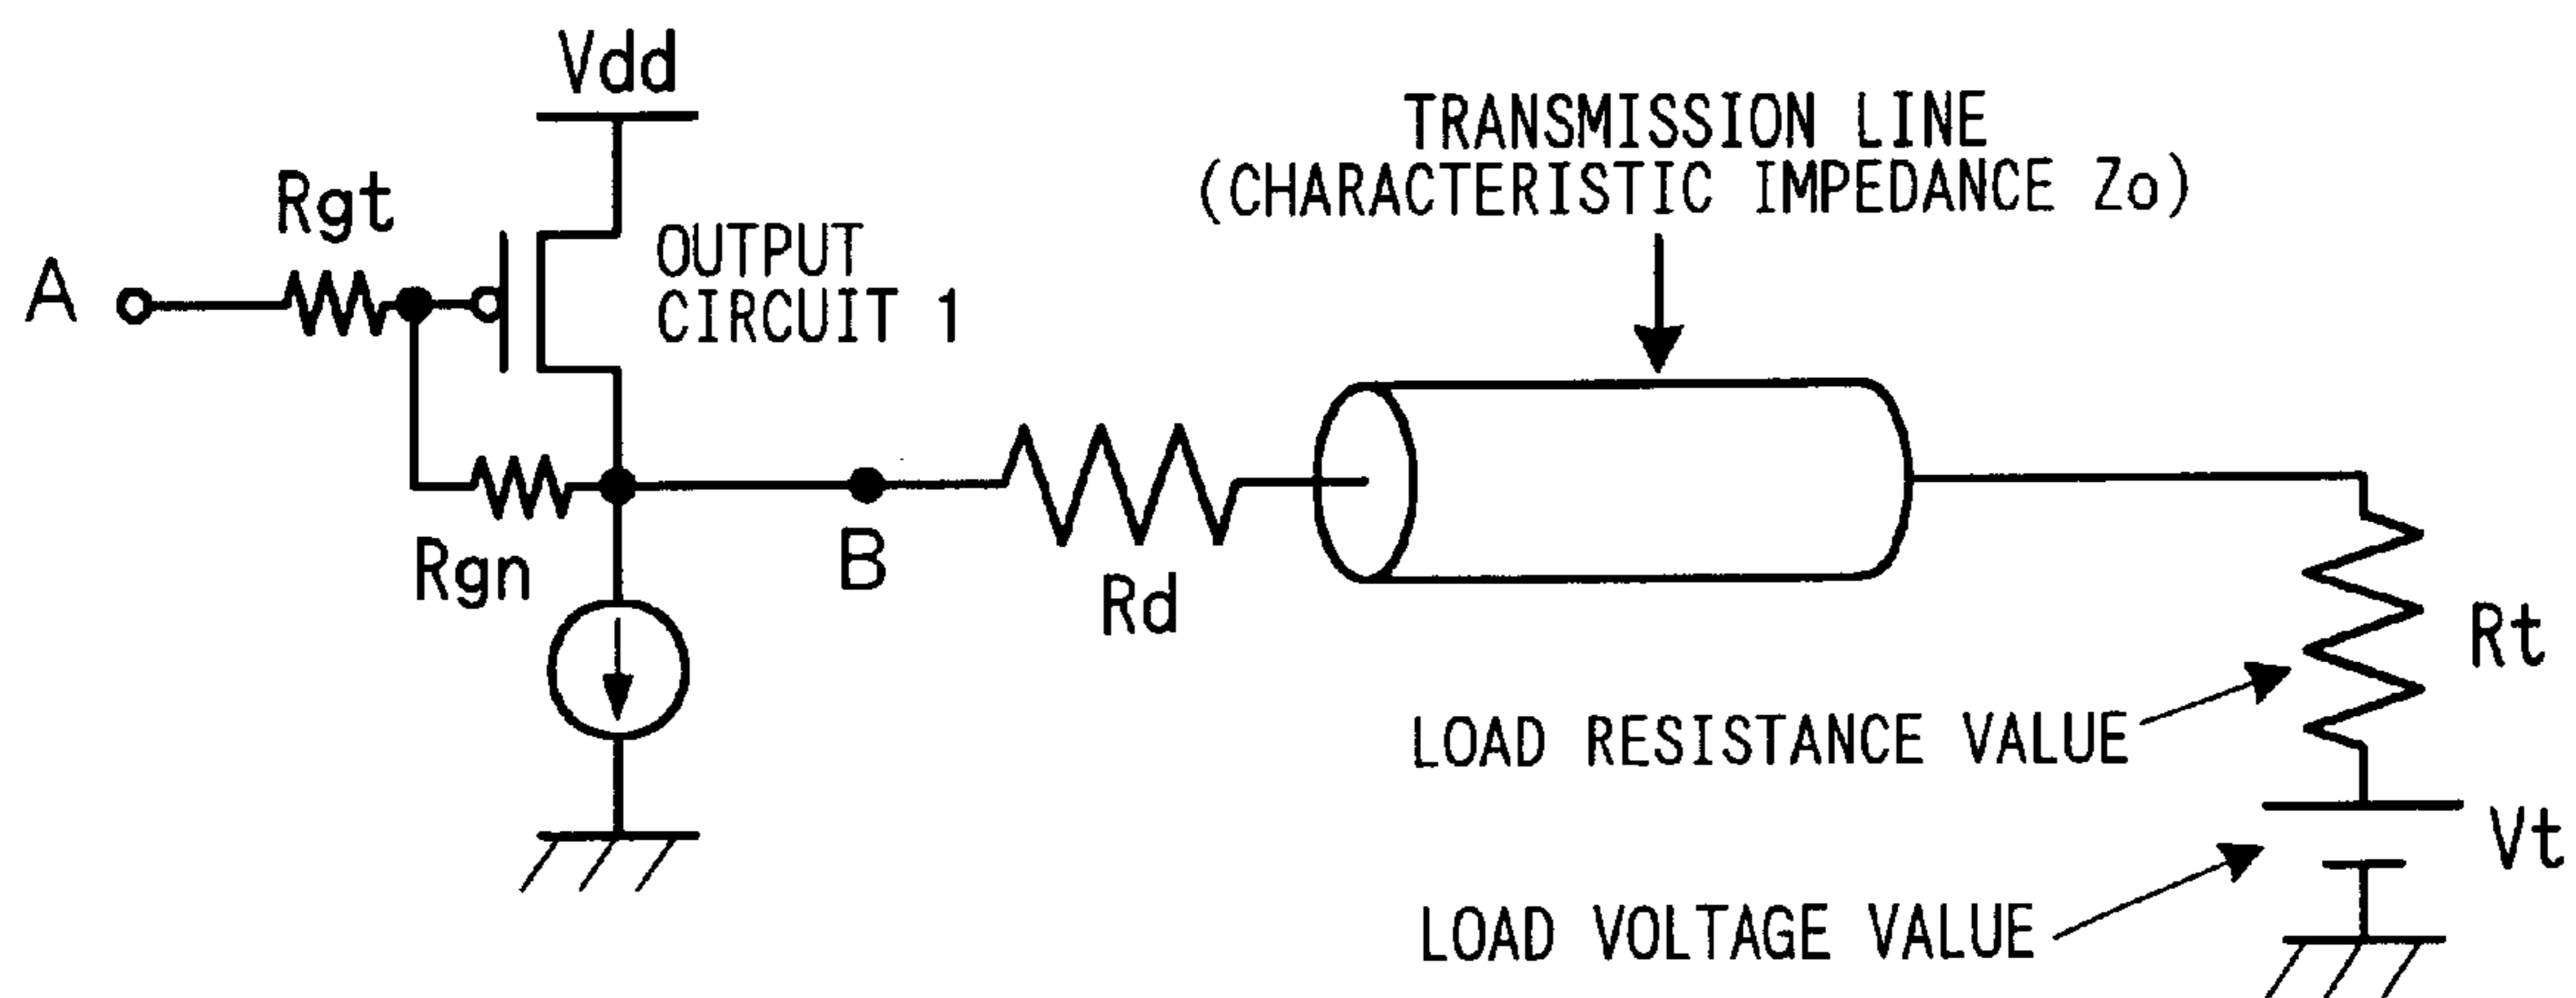 Vdd
TRANSMISSION LINE
(CHARACTERISTIC IMPEDANCE Zo)
Rgt
OUTPUT
CIRCUIT 1
A
Rgn
B
Rd
Rt
LOAD RESISTANCE VALUE
Vt
LOAD VOLTAGE VALUE